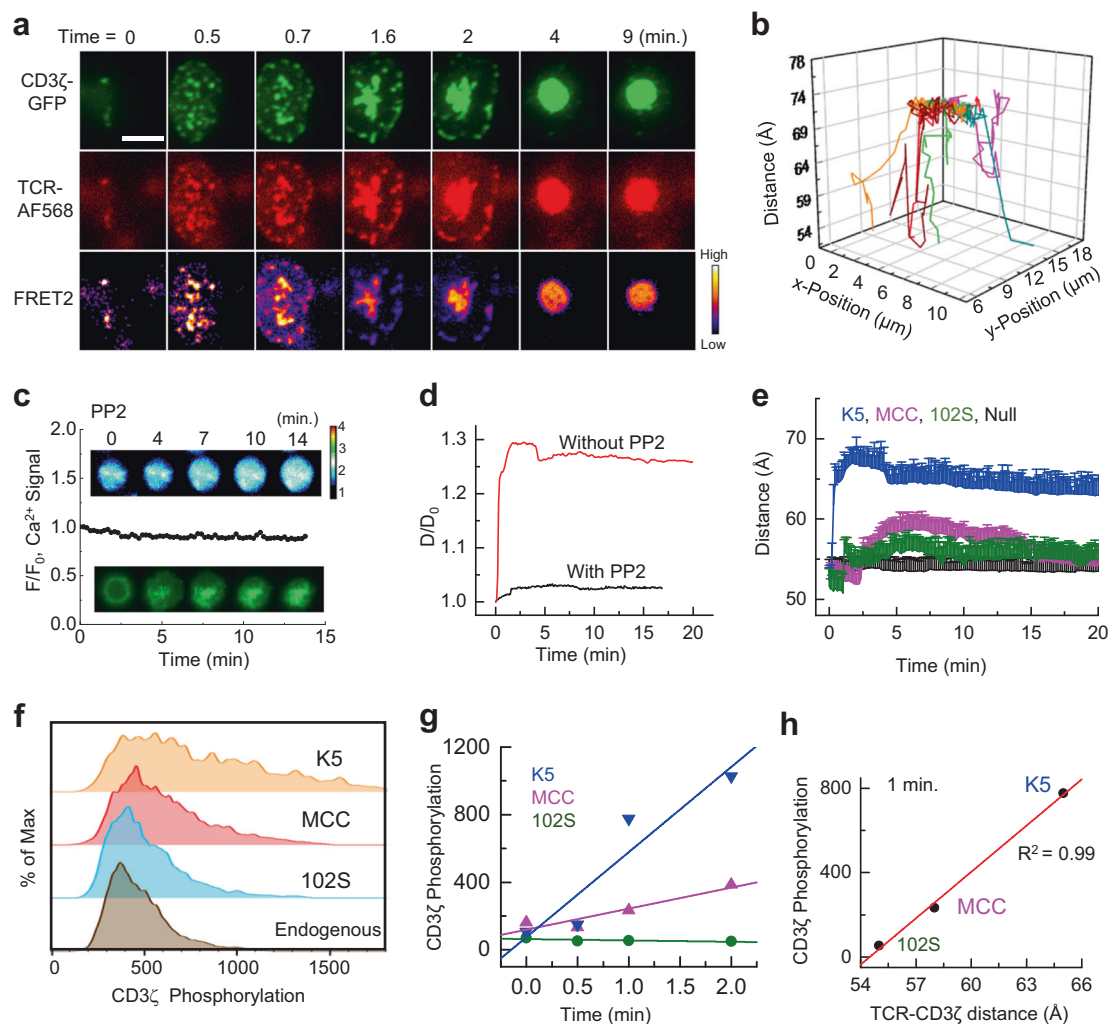 a
Time = 0 0.5 0.7 1.6 2 4 9 (min.)
CD3ζ-
GFP
TCR-
AF568
FRET2
High
Low
b
78
74
69
64
59
54
Distance (Å)
0 2 4 6 8 10
x-Position (µm)
6 9 12 15 18
y-Position (µm)
c
PP2
(min.)
0 4 7 10 14
4
3
2
1
2.0
1.5
1.0
0.5
0.0
F/F0, Ca2+ Signal
0 5 10 15
Time (min)
d
1.3
1.2
1.1
1.0
D/D0
Without PP2
With PP2
0 5 10 15 20
Time (min)
e
K5, MCC, 102S, Null
70
60
50
Distance (Å)
0 5 10 15 20
Time (min)
f
% of Max
K5
MCC
102S
Endogenous
0 500 1000 1500
CD3ζ Phosphorylation
g
1200
800
400
0
CD3ζ Phosphorylation
K5
MCC
102S
0.0 0.5 1.0 1.5 2.0
Time (min)
h
800
400
0
CD3ζ Phosphorylation
1 min.
K5
R2 = 0.99
MCC
102S
54 57 60 63 66
TCR-CD3ζ distance (Å)